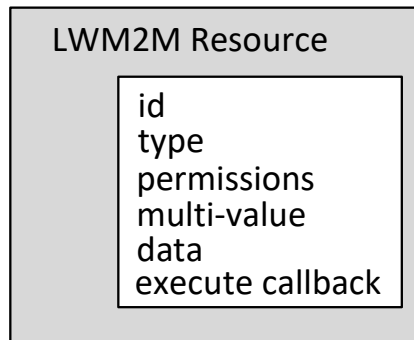 LWM2M Resource
id
type
permissions
multi-value
data
execute callback